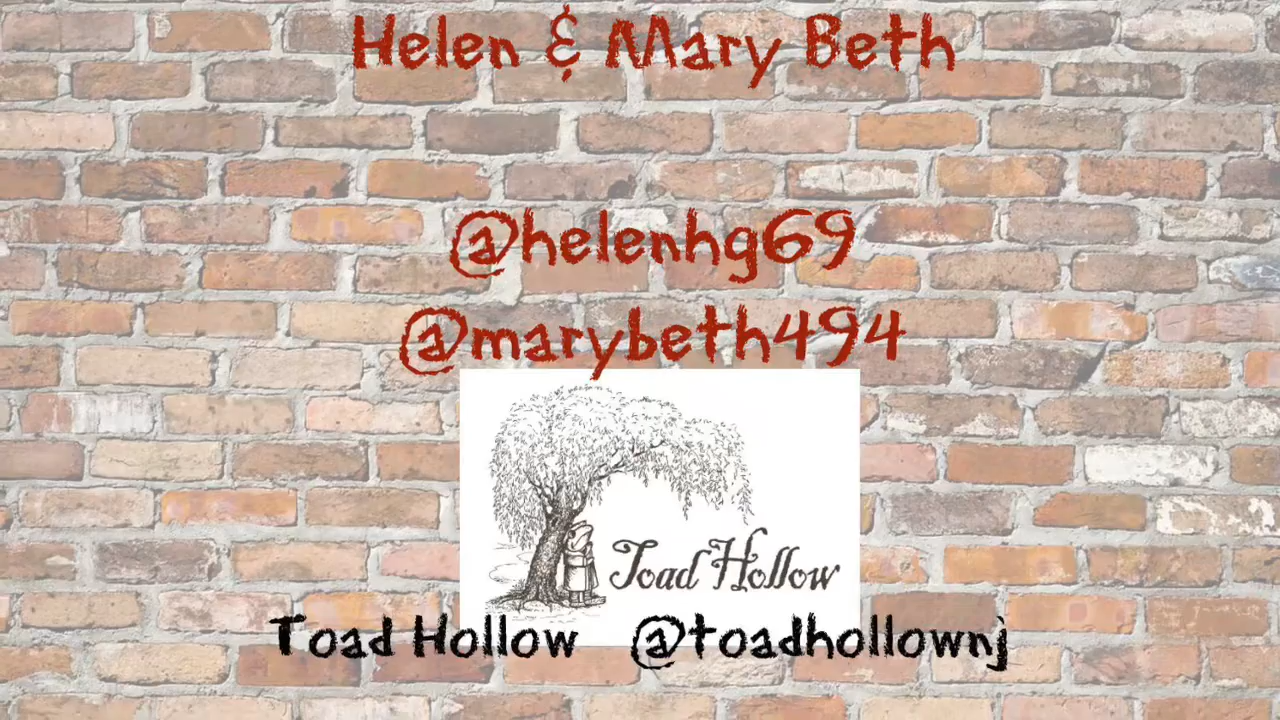 Helen & Mary Beth
@helenhg69
@marybeth494
Toad Hollow
Toad Hollow @toadhollownj